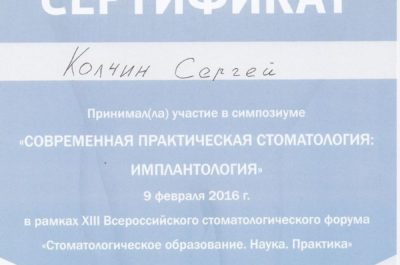 СЕРТИФИКАТ
Колчин Сергей
Принимал(ла) участие в симпозиуме
«СОВРЕМЕННАЯ ПРАКТИЧЕСКАЯ СТОМАТОЛОГИЯ:
ИМПЛАНТОЛОГИЯ»
9 февраля 2016 г.
в рамках XIII Всероссийского стоматологического форума
«Стоматологическое образование. Наука. Практика»